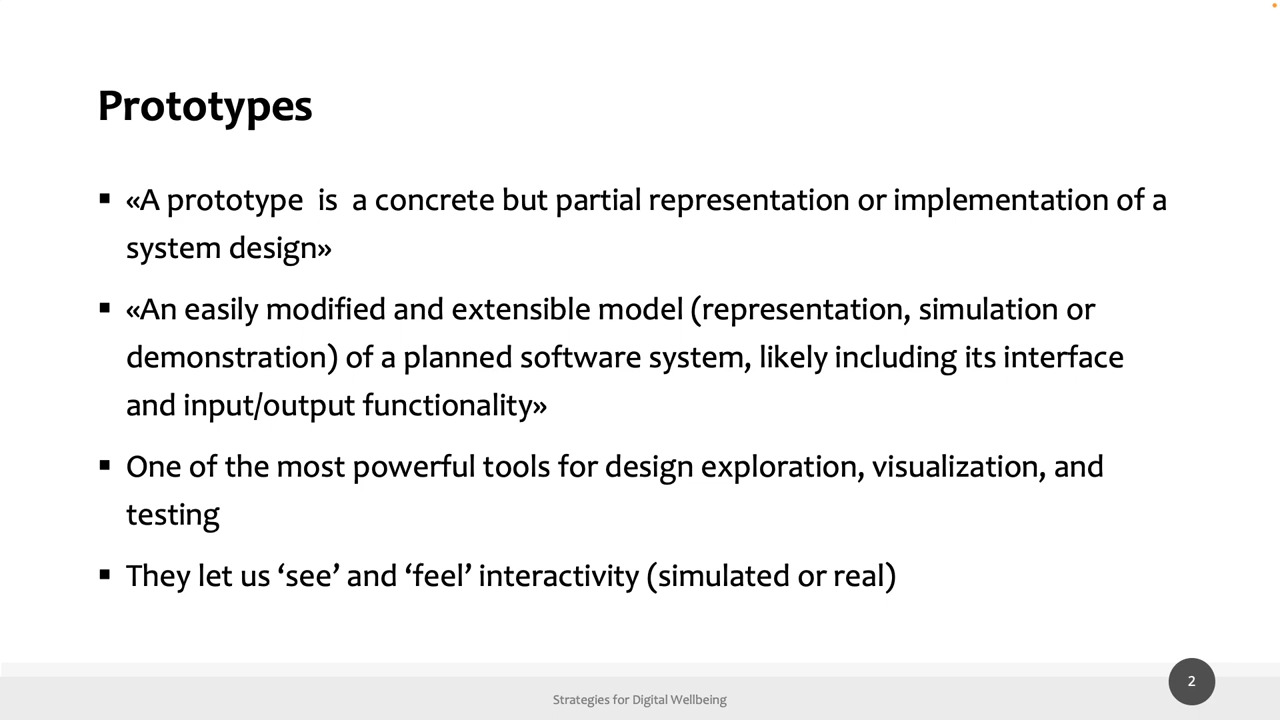 Prototypes
▪ «A prototype  is  a concrete but partial representation or implementation of a
system design»
▪ «An easily modified and extensible model (representation, simulation or
demonstration) of a planned software system, likely including its interface
and input/output functionality»
▪ One of the most powerful tools for design exploration, visualization, and
testing
▪ They let us ‘see’ and ‘feel’ interactivity (simulated or real)
Strategies for Digital Wellbeing
2